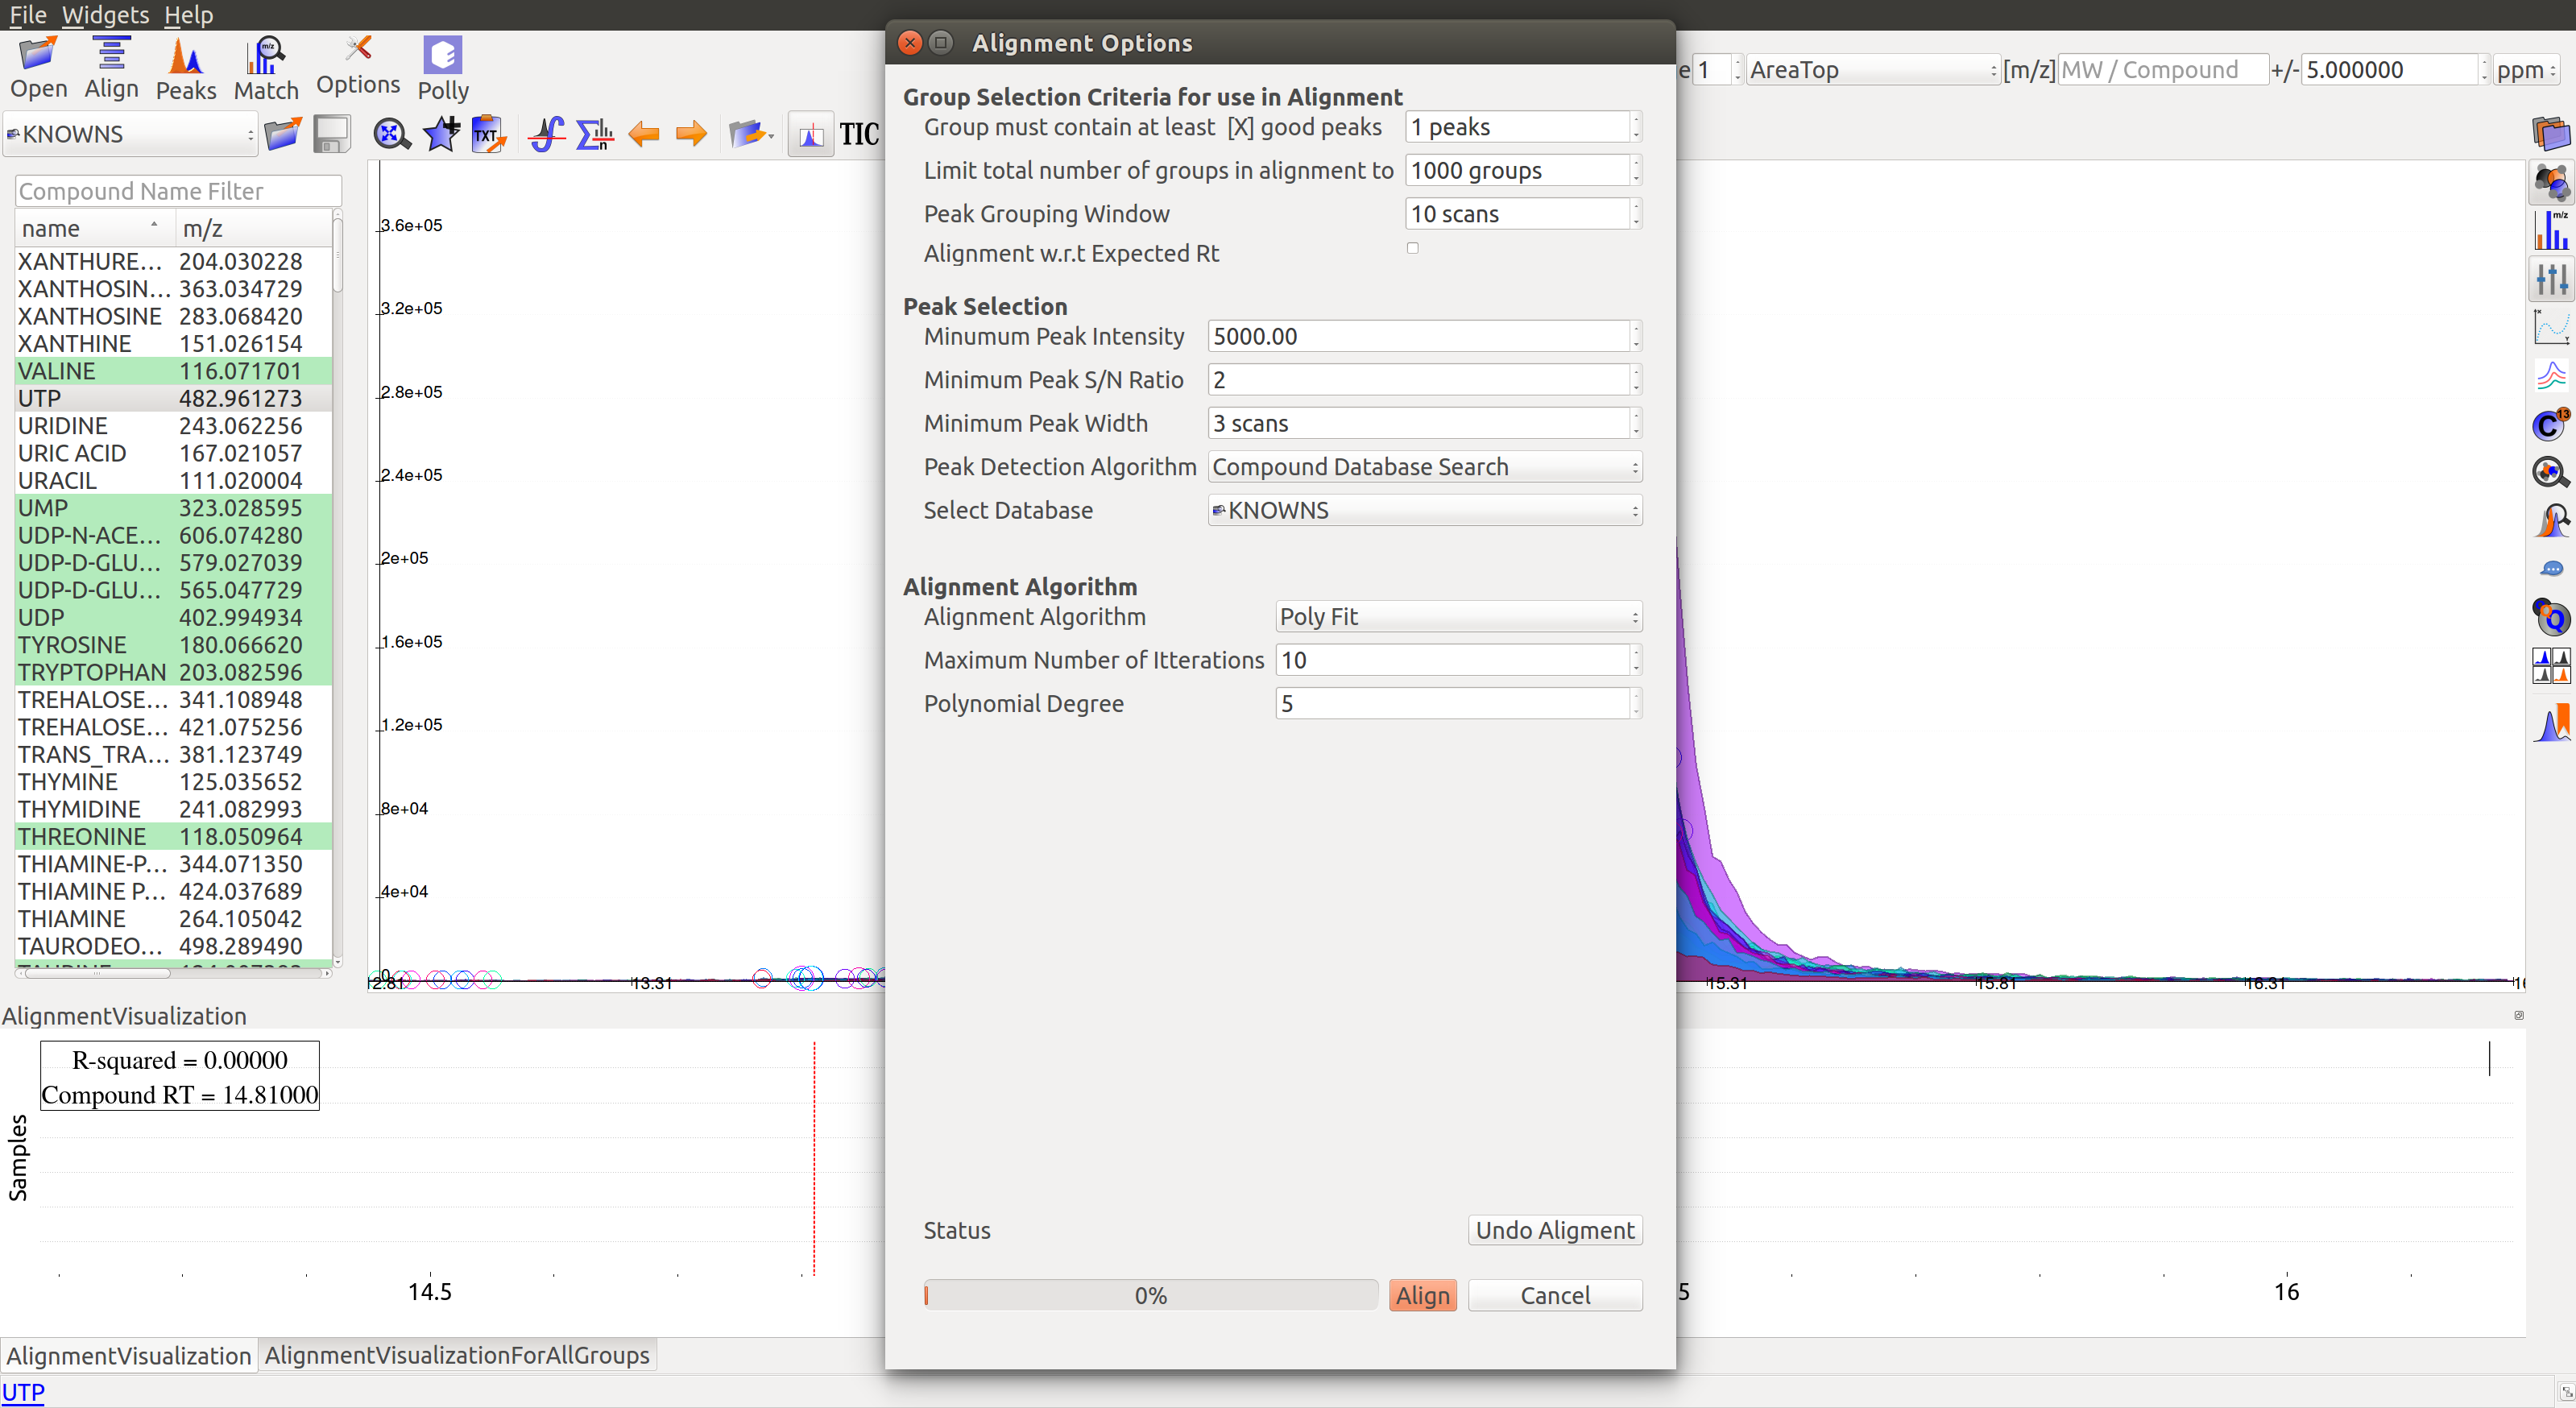 File Widgets Help
Open Align Peaks Match Options Polly
KNOWNS
TXT
TIC
Compound Name Filter
name m/z
XANTHURE... 204.030228
XANTHOSIN... 363.034729
XANTHOSINE 283.068420
XANTHINE 151.026154
VALINE 116.071701
UTP 482.961273
URIDINE 243.062256
URIC ACID 167.021057
URACIL 111.020004
UMP 323.028595
UDP-N-ACE... 606.074280
UDP-D-GLU... 579.027039
UDP-D-GLU... 565.047729
UDP 402.994934
TYROSINE 180.066620
TRYPTOPHAN 203.082596
TREHALOSE... 341.108948
TREHALOSE... 421.075256
TRANS_TRA... 381.123749
THYMINE 125.035652
THYMIDINE 241.082993
THREONINE 118.050964
THIAMINE-P... 344.071350
THIAMINE P... 424.037689
THIAMINE 264.105042
TAURODEO... 498.289490
3.6e+05
3.2e+05
2.8e+05
2.4e+05
2e+05
1.6e+05
1.2e+05
8e+04
4e+04
0
12.81 13.31 15.31 15.81 16.31
Alignment Options
Group Selection Criteria for use in Alignment
Group must contain at least [X] good peaks 1 peaks
Limit total number of groups in alignment to 1000 groups
Peak Grouping Window 10 scans
Alignment w.r.t Expected Rt
Peak Selection
Minumum Peak Intensity 5000.00
Minimum Peak S/N Ratio 2
Minimum Peak Width 3 scans
Peak Detection Algorithm Compound Database Search
Select Database KNOWNS
Alignment Algorithm
Alignment Algorithm Poly Fit
Maximum Number of Itterations 10
Polynomial Degree 5
Status Undo Aligment
0% Align Cancel
e 1 AreaTop [m/z] MW / Compound +/- 5.000000 ppm
m/z
C 13
Q
AlignmentVisualization
R-squared = 0.00000
Compound RT = 14.81000
Samples
14.5 5 16
AlignmentVisualization AlignmentVisualizationForAllGroups
UTP